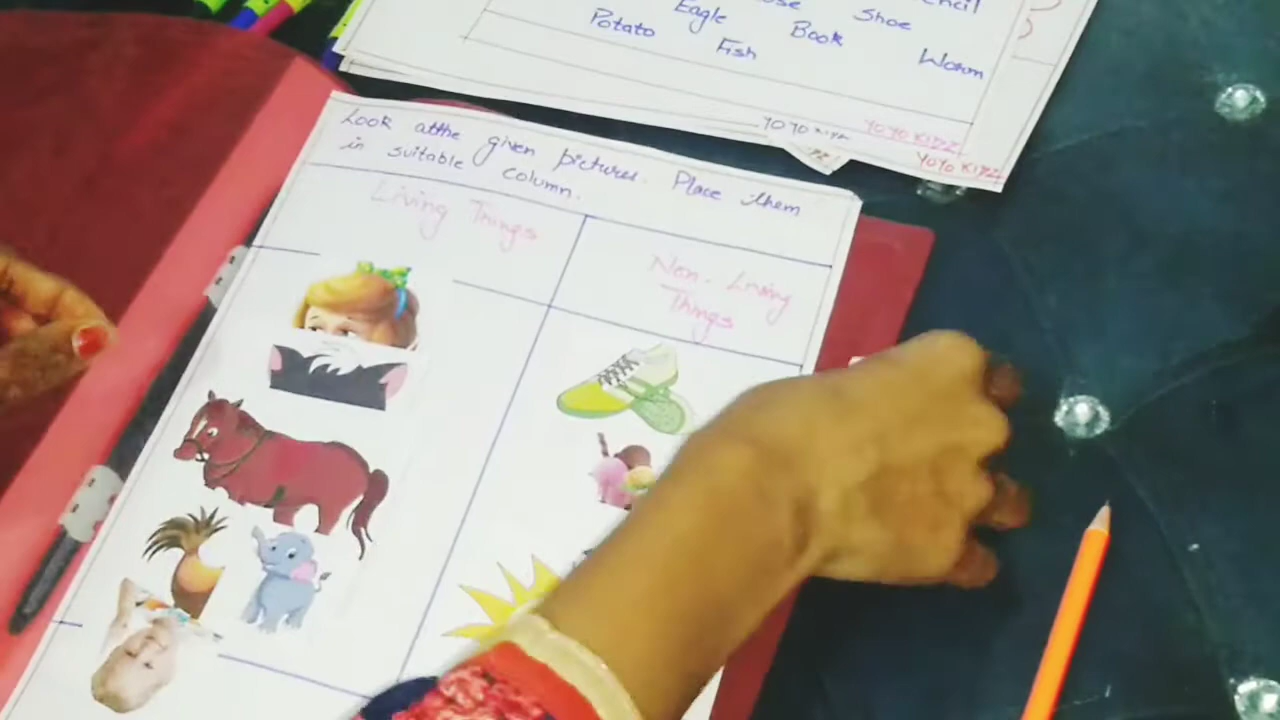 Eagle
Shoe
Potato
Book
Fish
Worm
YOYO KIDZ
YOYO KIDZ
Look at the given pictures. Place them
in suitable column.
Living Things
Non-Living
Things